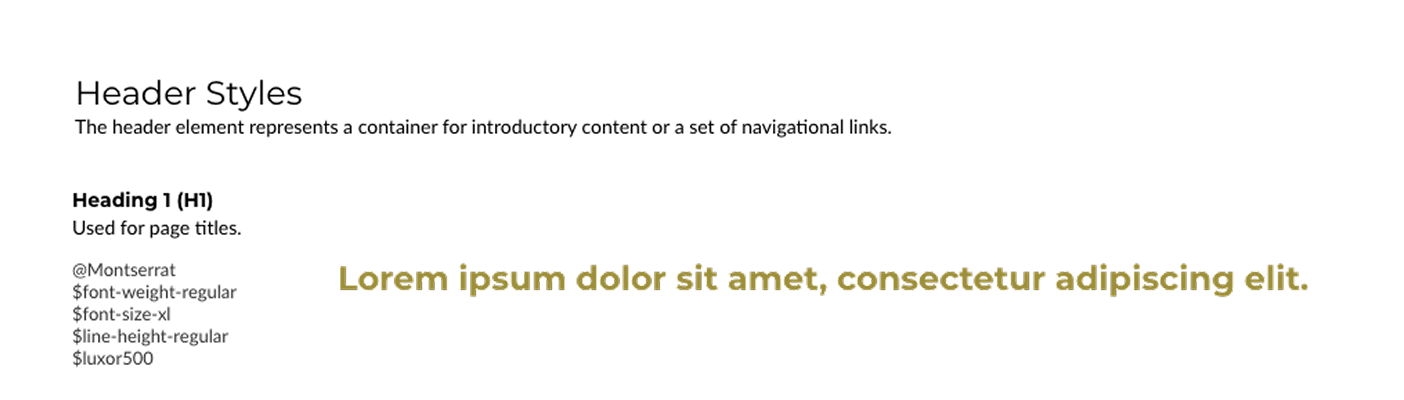 Header Styles
The header element represents a container for introductory content or a set of navigational links.
Heading 1 (H1)
Used for page titles.
@Montserrat
$font-weight-regular
$font-size-xl
$line-height-regular
$luxor500
Lorem ipsum dolor sit amet, consectetur adipiscing elit.